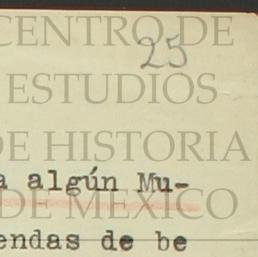 CENTRO DE
25
ESTUDIOS
DE HISTORIA
a algún Mu-
DE MEXICO
endas de be